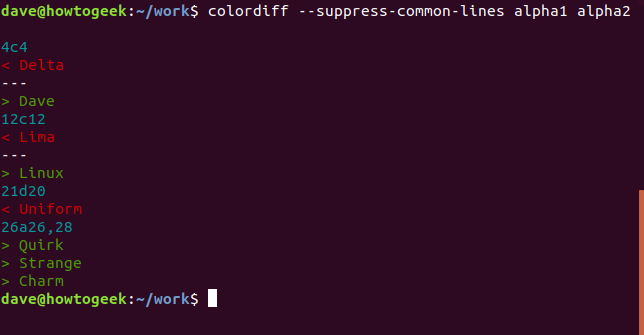 dave@howtogeek:~/work$ colordiff --suppress-common-lines alpha1 alpha2
4c4
< Delta
---
> Dave
12c12
< Lima
---
> Linux
21d20
< Uniform
26a26,28
> Quirk
> Strange
> Charm
dave@howtogeek:~/work$